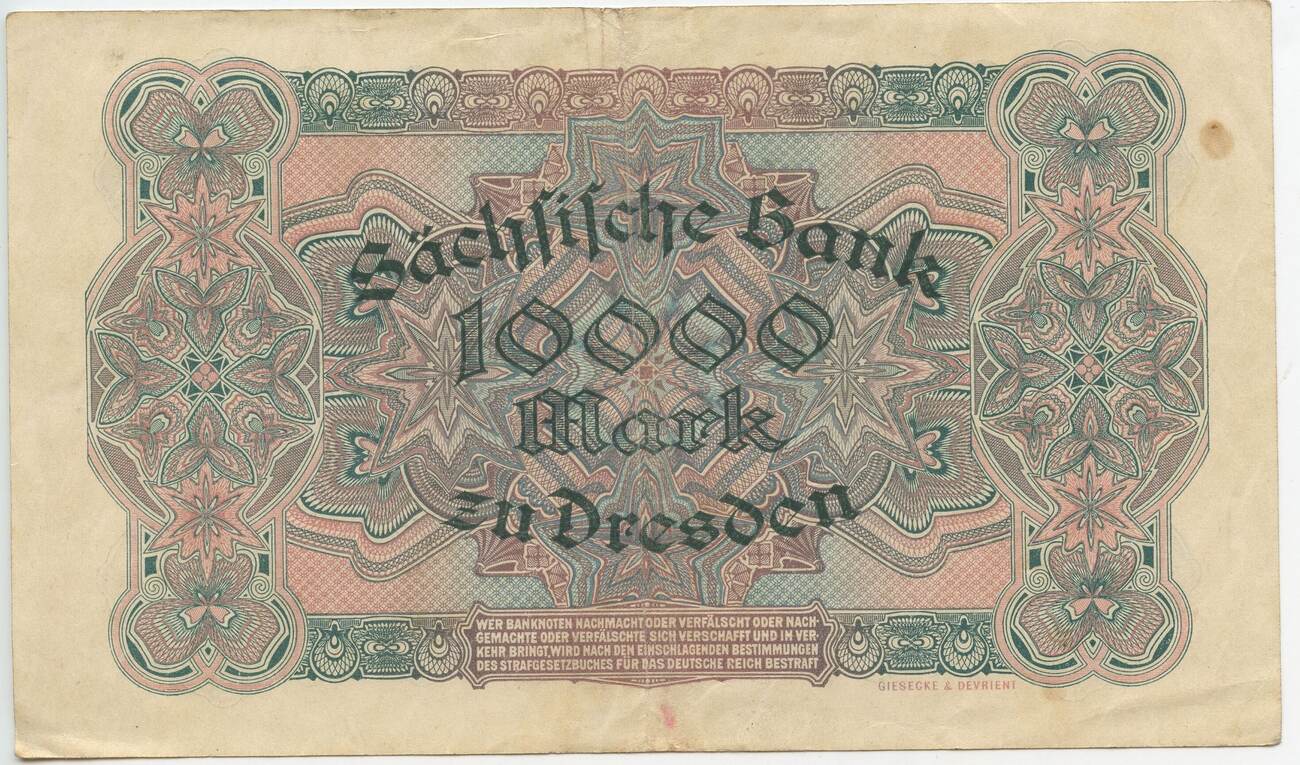 Sächsische Bank
10000
Mark
zu Dresden
WER BANKNOTEN NACHMACHT ODER VERFÄLSCHT ODER NACH-
GEMACHTE ODER VERFÄLSCHTE SICH VERSCHAFFT UND IN VER-
KEHR BRINGT, WIRD NACH DEN EINSCHLAGENDEN BESTIMMUNGEN
DES STRAFGESETZBUCHES FÜR DAS DEUTSCHE REICH BESTRAFT
GIESECKE & DEVRIENT